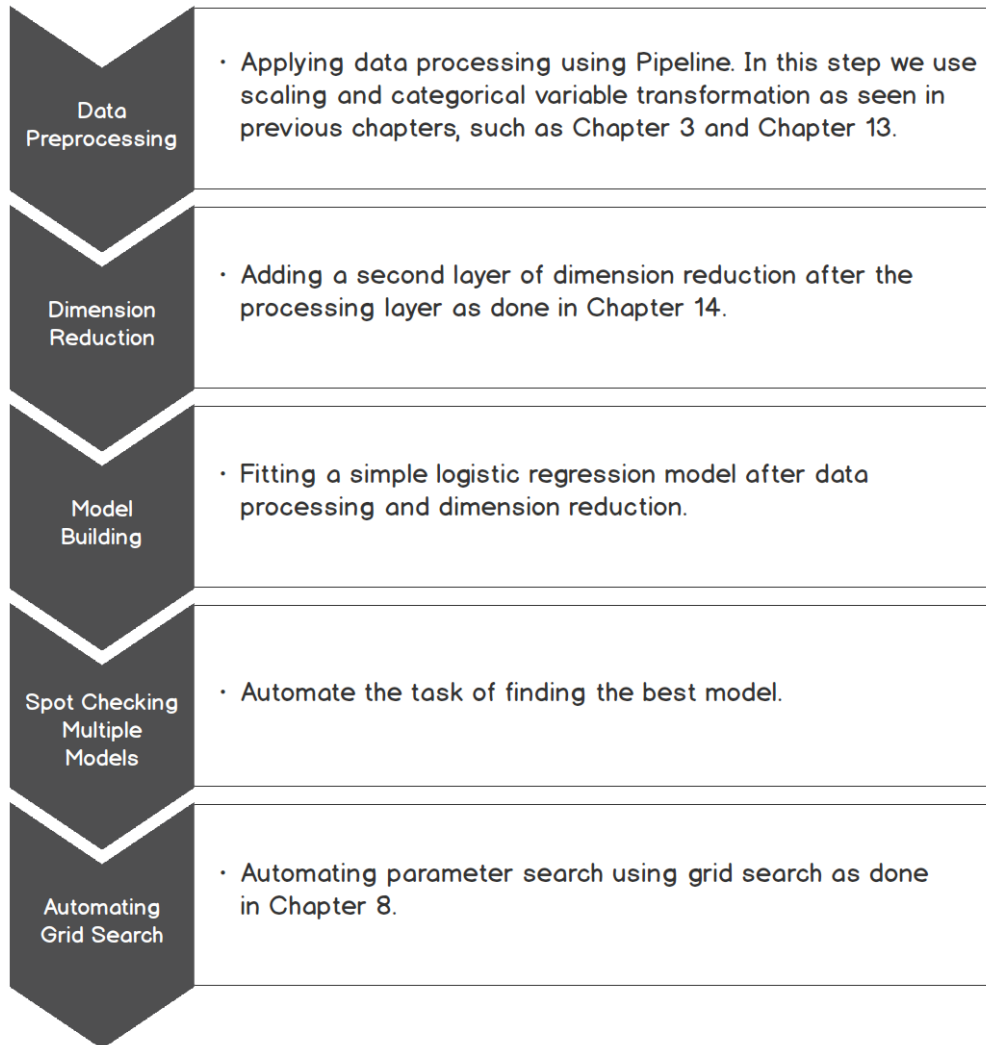 Data
Preprocessing
· Applying data processing using Pipeline. In this step we use
scaling and categorical variable transformation as seen in
previous chapters, such as Chapter 3 and Chapter 13.
Dimension
Reduction
· Adding a second layer of dimension reduction after the
processing layer as done in Chapter 14.
Model
Building
· Fitting a simple logistic regression model after data
processing and dimension reduction.
Spot Checking
Multiple
Models
· Automate the task of finding the best model.
Automating
Grid Search
· Automating parameter search using grid search as done
in Chapter 8.